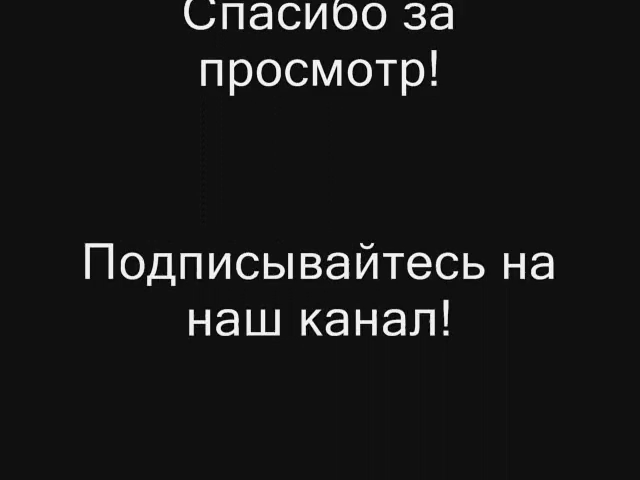 Спасибо за
просмотр!
Подписывайтесь на
наш канал!